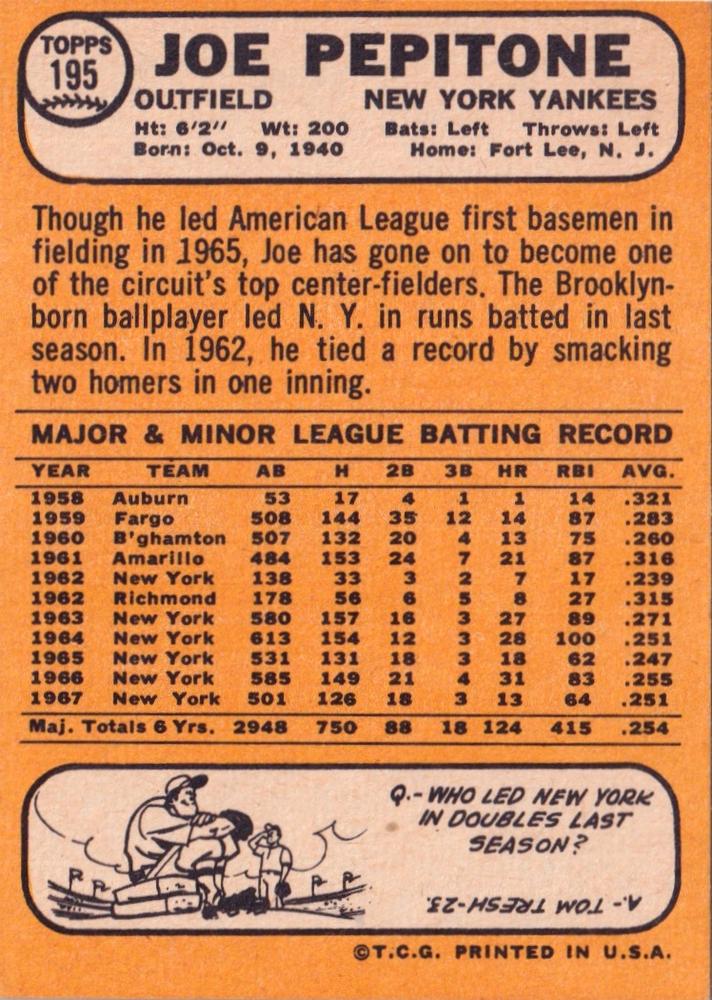 TOPPS
195
JOE PEPITONE
OUTFIELD NEW YORK YANKEES
Ht: 6'2" Wt: 200 Bats: Left Throws: Left
Born: Oct. 9, 1940 Home: Fort Lee, N. J.
Though he led American League first basemen in
fielding in 1965, Joe has gone on to become one
of the circuit's top center-fielders. The Brooklyn-
born ballplayer led N. Y. in runs batted in last
season. In 1962, he tied a record by smacking
two homers in one inning.
MAJOR & MINOR LEAGUE BATTING RECORD
YEAR TEAM AB H 2B 3B HR RBI AVG.
1958 Auburn 53 17 4 1 1 14 .321
1959 Fargo 508 144 35 12 14 87 .283
1960 B'ghamton 507 132 20 4 13 75 .260
1961 Amarillo 484 153 24 7 21 87 .316
1962 New York 138 33 3 2 7 17 .239
1962 Richmond 178 56 6 5 8 27 .315
1963 New York 580 157 16 3 27 89 .271
1964 New York 613 154 12 3 28 100 .251
1965 New York 531 131 18 3 18 62 .247
1966 New York 585 149 21 4 31 83 .255
1967 New York 501 126 18 3 13 64 .251
Maj. Totals 6 Yrs. 2948 750 88 18 124 415 .254
Q.-WHO LED NEW YORK
IN DOUBLES LAST
SEASON?
A.- TOM TRESH-23.
©T.C.G. PRINTED IN U.S.A.